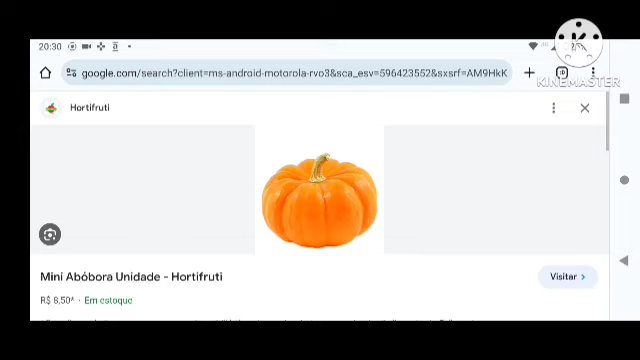 20:30
KINEMASTER
google.com/search?client=ms-android-motorola-rvo3&sca_esv=596423552&sxsrf=AM9HkK
Hortifruti
Mini Abóbora Unidade - Hortifruti
Visitar
R$ 8,50* · Em estoque